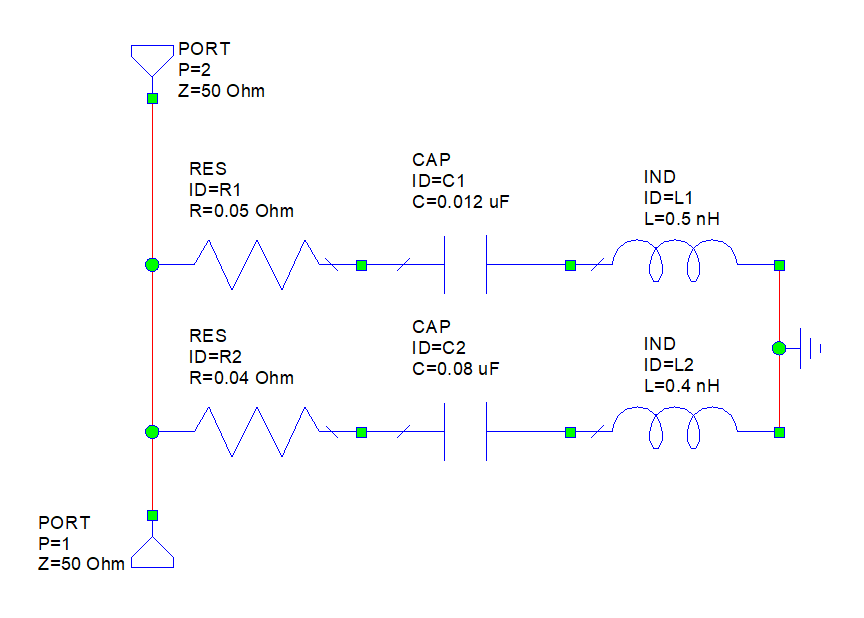 PORT
P=2
Z=50 Ohm
RES
ID=R1
R=0.05 Ohm
CAP
ID=C1
C=0.012 uF
IND
ID=L1
L=0.5 nH
RES
ID=R2
R=0.04 Ohm
CAP
ID=C2
C=0.08 uF
IND
ID=L2
L=0.4 nH
PORT
P=1
Z=50 Ohm